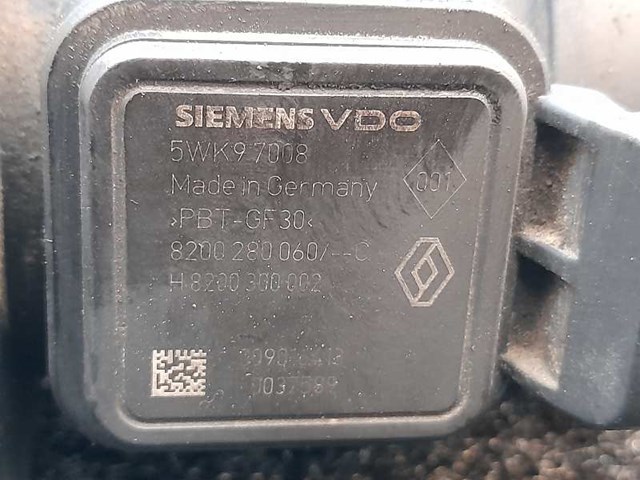 SIEMENS VDO
5WK9 7008
Made in Germany
001
>PBT-GF30<
8200 280 060/--C
H 8200 300 002